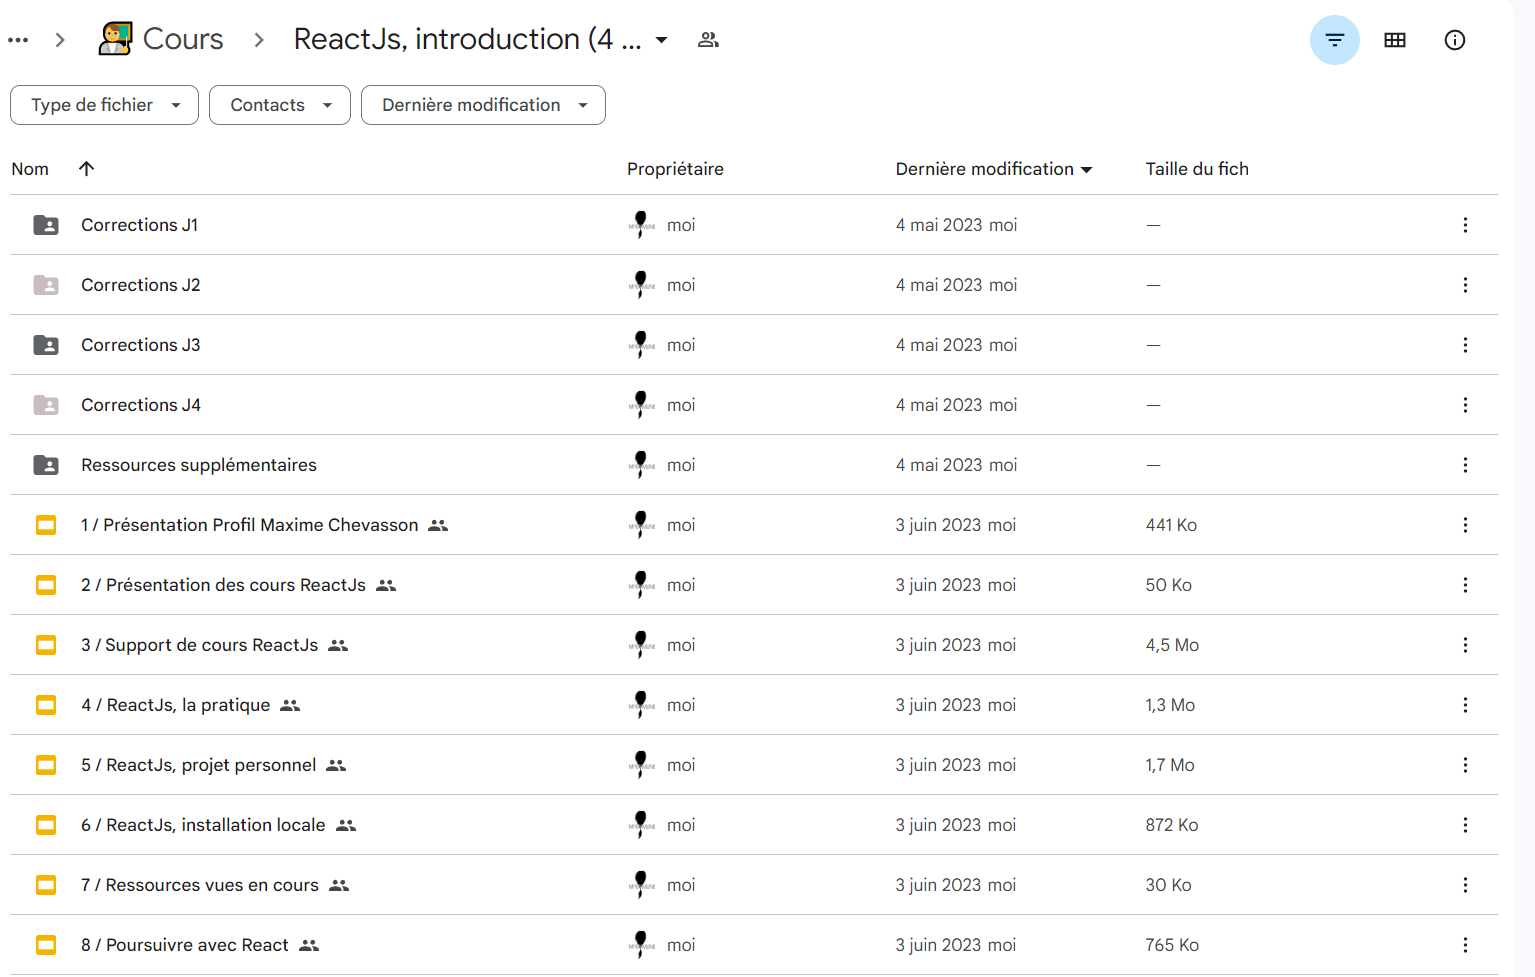 Cours
ReactJs, introduction (4 ...
Type de fichier
Contacts
Dernière modification
Nom Propriétaire Dernière modification Taille du fich
Corrections J1 moi 4 mai 2023 moi —
Corrections J2 moi 4 mai 2023 moi —
Corrections J3 moi 4 mai 2023 moi —
Corrections J4 moi 4 mai 2023 moi —
Ressources supplémentaires moi 4 mai 2023 moi —
1 / Présentation Profil Maxime Chevasson moi 3 juin 2023 moi 441 Ko
2 / Présentation des cours ReactJs moi 3 juin 2023 moi 50 Ko
3 / Support de cours ReactJs moi 3 juin 2023 moi 4,5 Mo
4 / ReactJs, la pratique moi 3 juin 2023 moi 1,3 Mo
5 / ReactJs, projet personnel moi 3 juin 2023 moi 1,7 Mo
6 / ReactJs, installation locale moi 3 juin 2023 moi 872 Ko
7 / Ressources vues en cours moi 3 juin 2023 moi 30 Ko
8 / Poursuivre avec React moi 3 juin 2023 moi 765 Ko